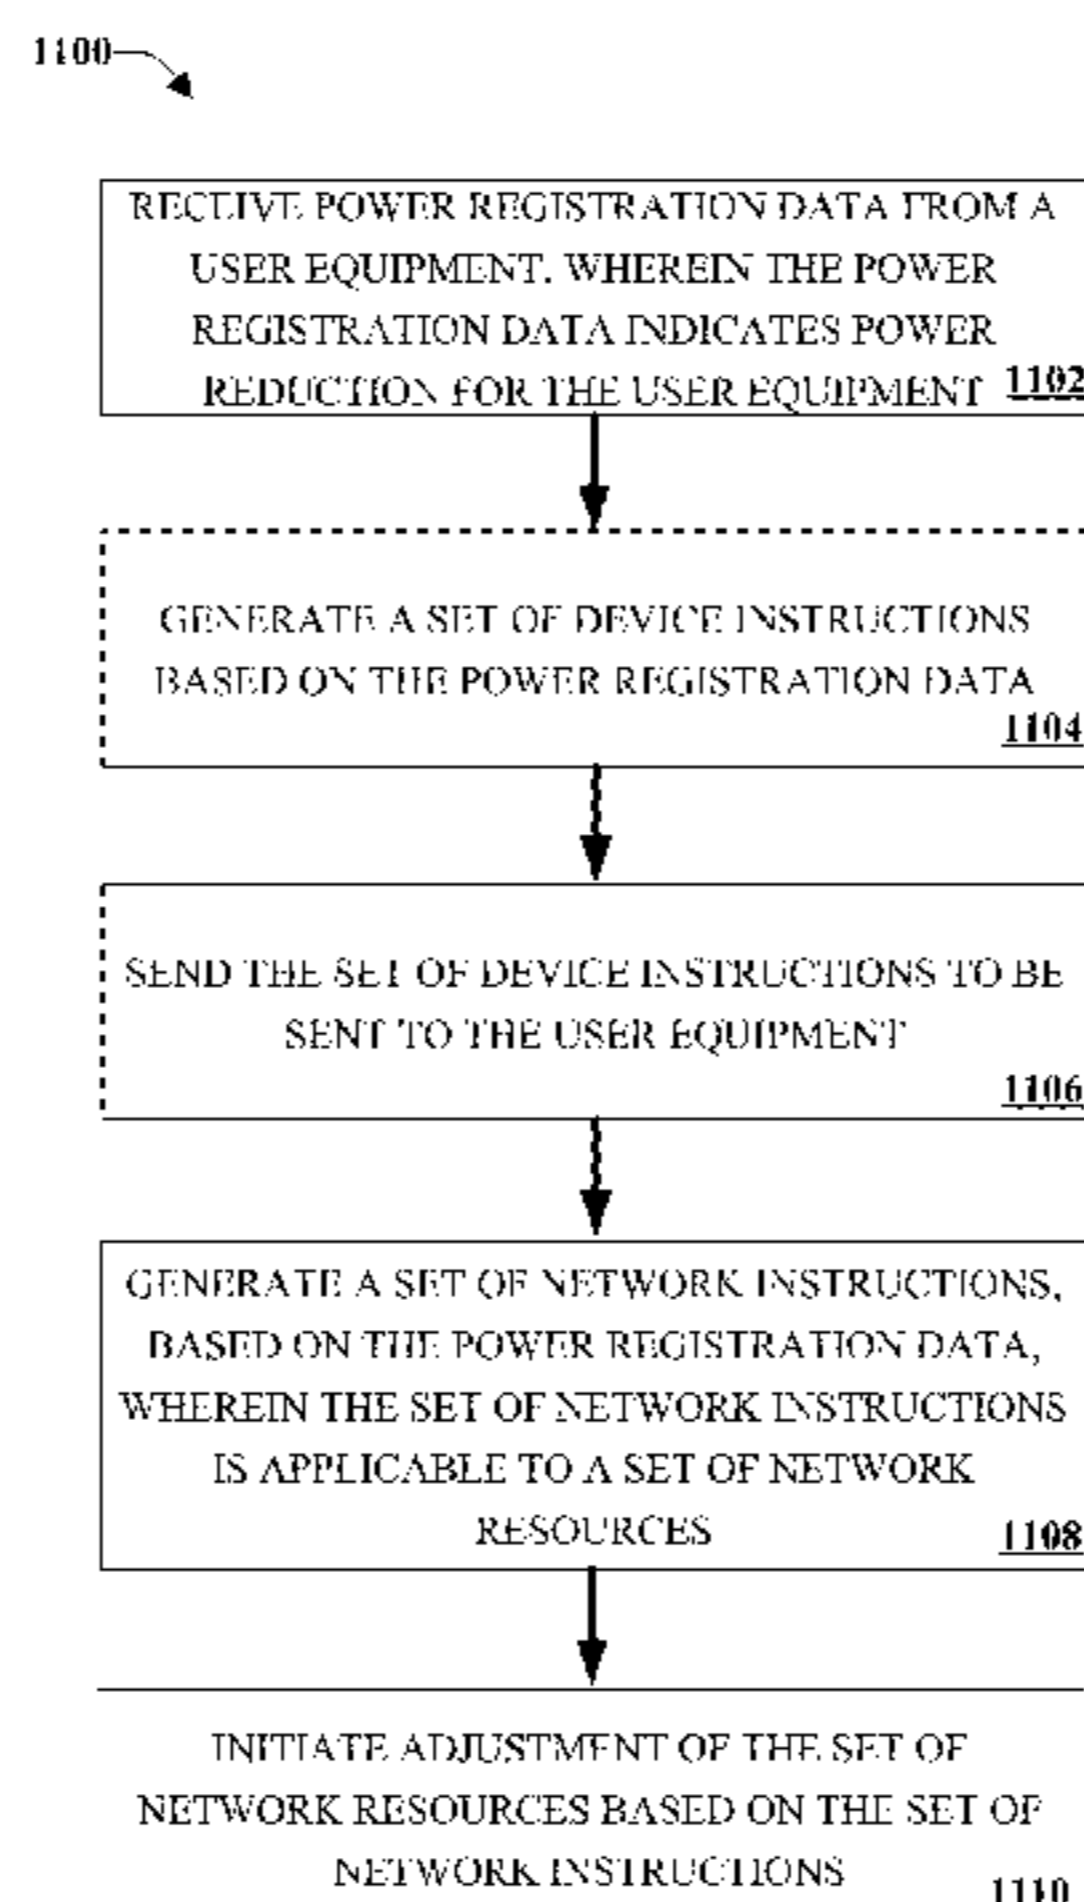 1100
RECEIVE POWER REGISTRATION DATA FROM A
USER EQUIPMENT. WHEREIN THE POWER
REGISTRATION DATA INDICATES POWER
REDUCTION FOR THE USER EQUIPMENT
1102
GENERATE A SET OF DEVICE INSTRUCTIONS
BASED ON THE POWER REGISTRATION DATA
1104
SEND THE SET OF DEVICE INSTRUCTIONS TO BE
SENT TO THE USER EQUIPMENT
1106
GENERATE A SET OF NETWORK INSTRUCTIONS,
BASED ON THE POWER REGISTRATION DATA,
WHEREIN THE SET OF NETWORK INSTRUCTIONS
IS APPLICABLE TO A SET OF NETWORK
RESOURCES
1108
INITIATE ADJUSTMENT OF THE SET OF
NETWORK RESOURCES BASED ON THE SET OF
NETWORK INSTRUCTIONS
1110